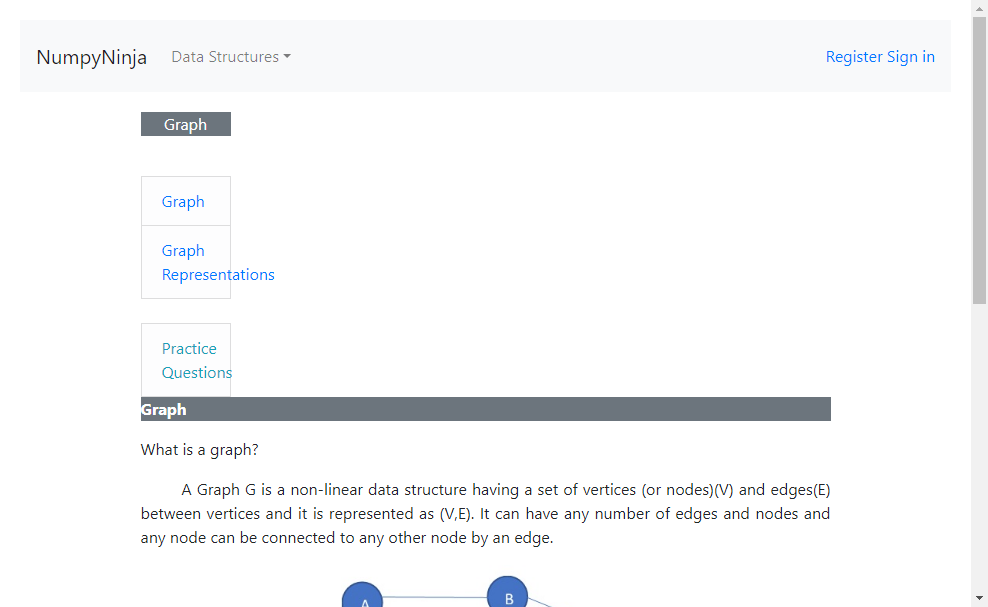 NumpyNinja Data Structures Register Sign in
Graph
Graph
Graph
Representations
Practice
Questions
Graph
What is a graph?
A Graph G is a non-linear data structure having a set of vertices (or nodes)(V) and edges(E)
between vertices and it is represented as (V,E). It can have any number of edges and nodes and
any node can be connected to any other node by an edge.
A B